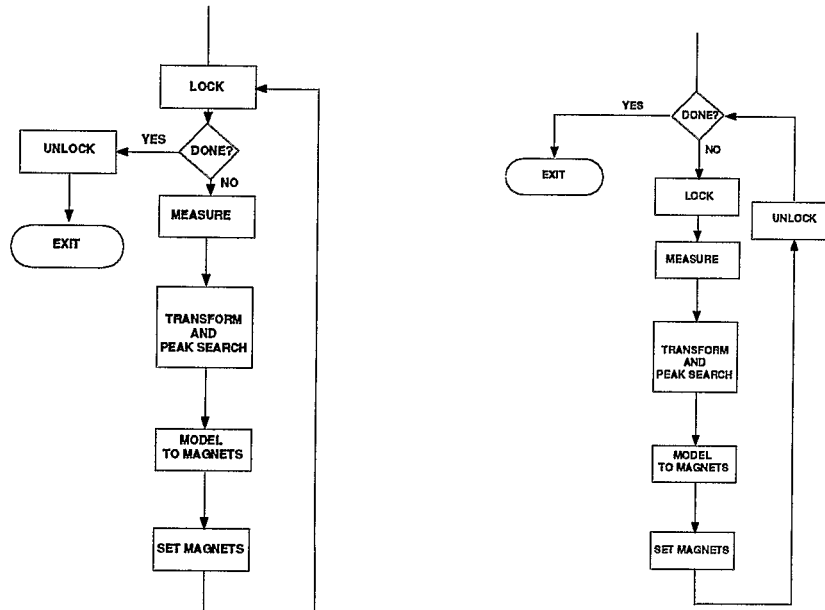 LOCK
YES
UNLOCK
DONE?
NO
EXIT
MEASURE
TRANSFORM
AND
PEAK SEARCH
MODEL
TO MAGNETS
SET MAGNETS
YES
DONE?
NO
EXIT
LOCK
UNLOCK
MEASURE
TRANSFORM
AND
PEAK SEARCH
MODEL
TO MAGNETS
SET MAGNETS